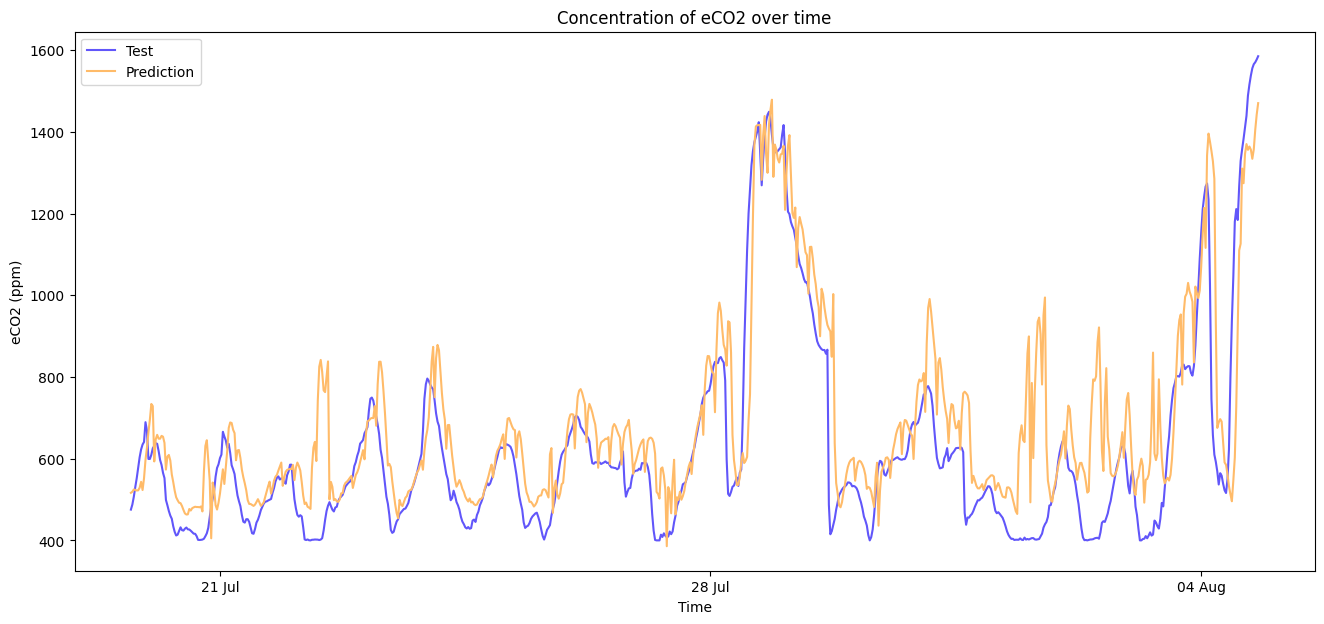 Concentration of eCO2 over time
Test
Prediction
eCO2 (ppm)
1600
1400
1200
1000
800
600
400
21 Jul
28 Jul
04 Aug
Time